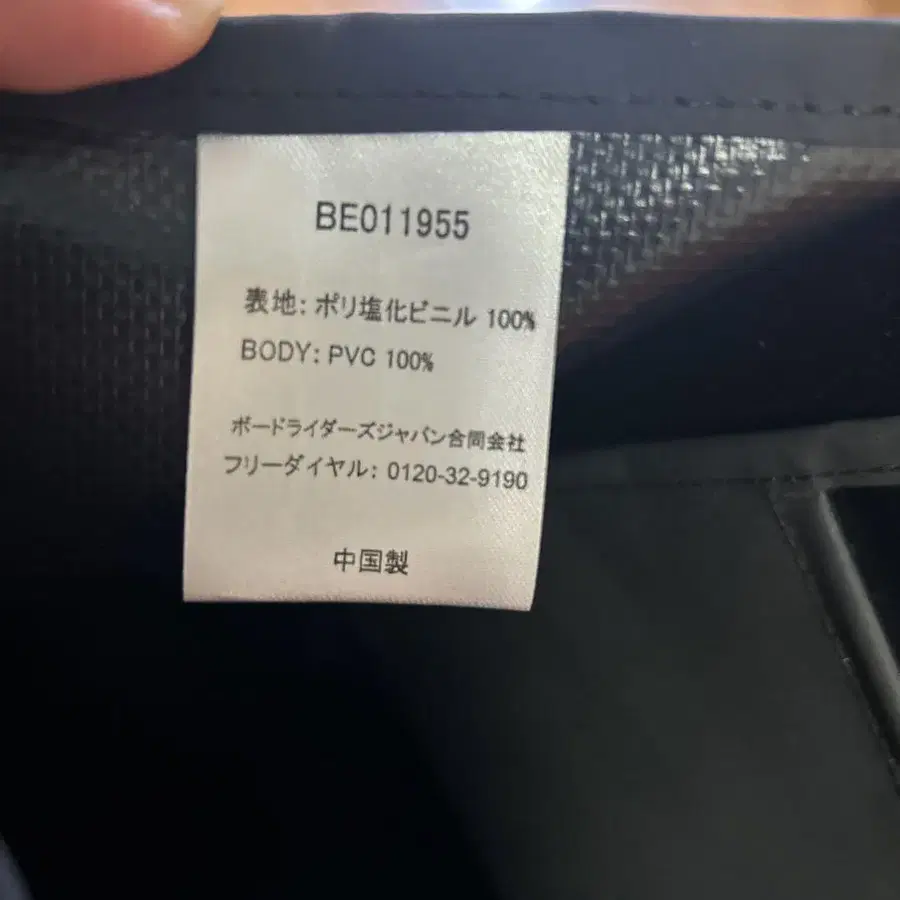 BE011955
表地: ポリ塩化ビニル 100%
BODY: PVC 100%
ボードライダーズジャパン合同会社
フリーダイヤル: 0120-32-9190
中国製